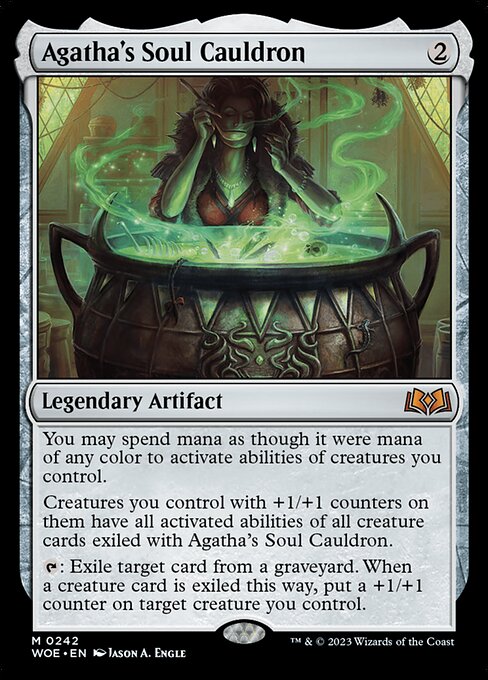 Agatha's Soul Cauldron 2
Legendary Artifact
You may spend mana as though it were mana
of any color to activate abilities of creatures you
control.
Creatures you control with +1/+1 counters on
them have all activated abilities of all creature
cards exiled with Agatha's Soul Cauldron.
: Exile target card from a graveyard. When
a creature card is exiled this way, put a +1/+1
counter on target creature you control.
M 0242
WOE • EN Jason A. Engle
™ & © 2023 Wizards of the Coast